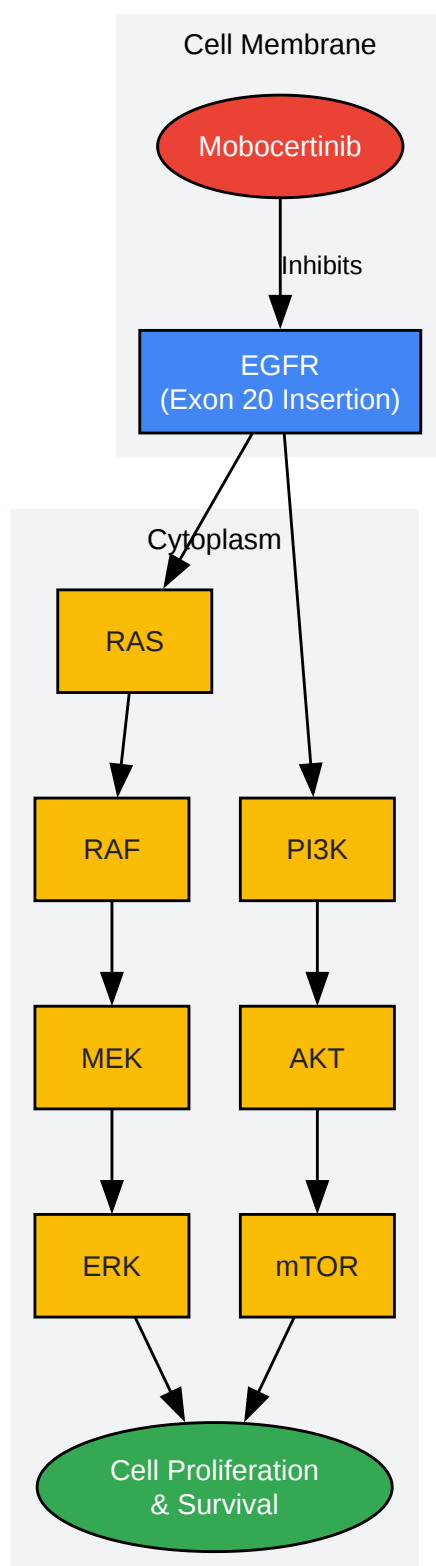 Cell Membrane
Mobocertinib
Inhibits
EGFR
(Exon 20 Insertion)
Cytoplasm
RAS
RAF
PI3K
MEK
AKT
ERK
mTOR
Cell Proliferation
& Survival